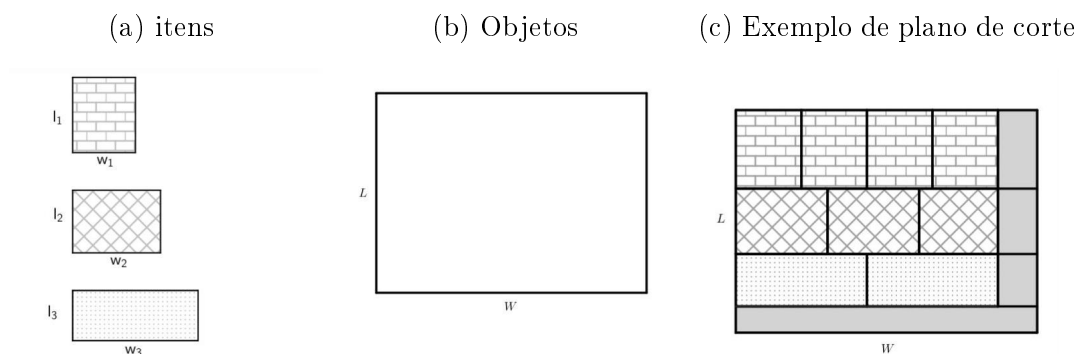 (a) itens
(b) Objetos
(c) Exemplo de plano de corte
l₁
w₁
l₂
w₂
l₃
w₃
L
W
L
W